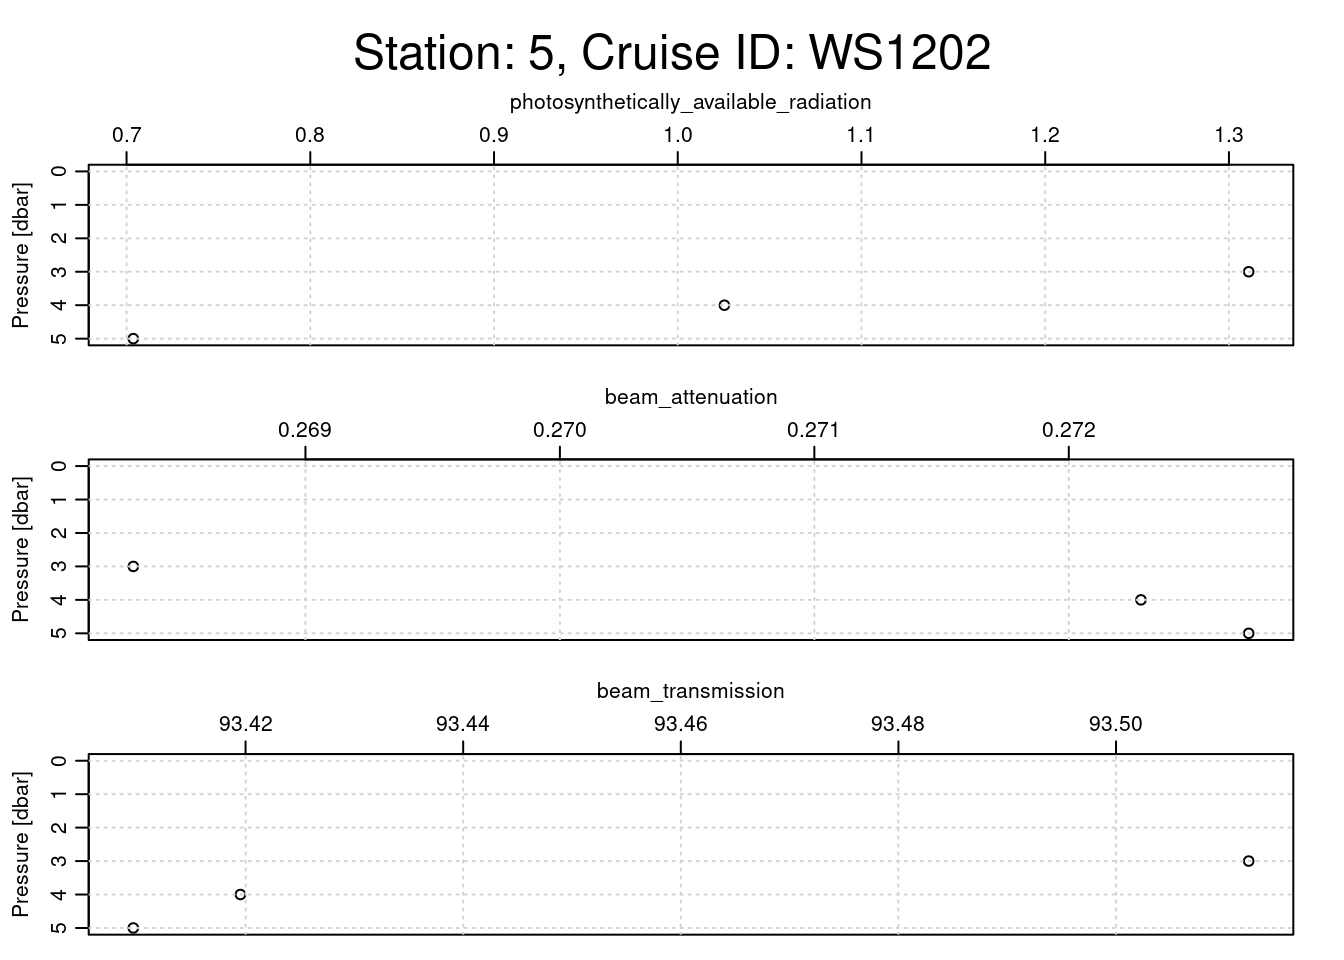 Station: 5, Cruise ID: WS1202
photosynthetically_available_radiation
0.7 0.8 0.9 1.0 1.1 1.2 1.3
Pressure [dbar]
0
1
2
3
4
5
beam_attenuation
0.269 0.270 0.271 0.272
Pressure [dbar]
0
1
2
3
4
5
beam_transmission
93.42 93.44 93.46 93.48 93.50
Pressure [dbar]
0
1
2
3
4
5